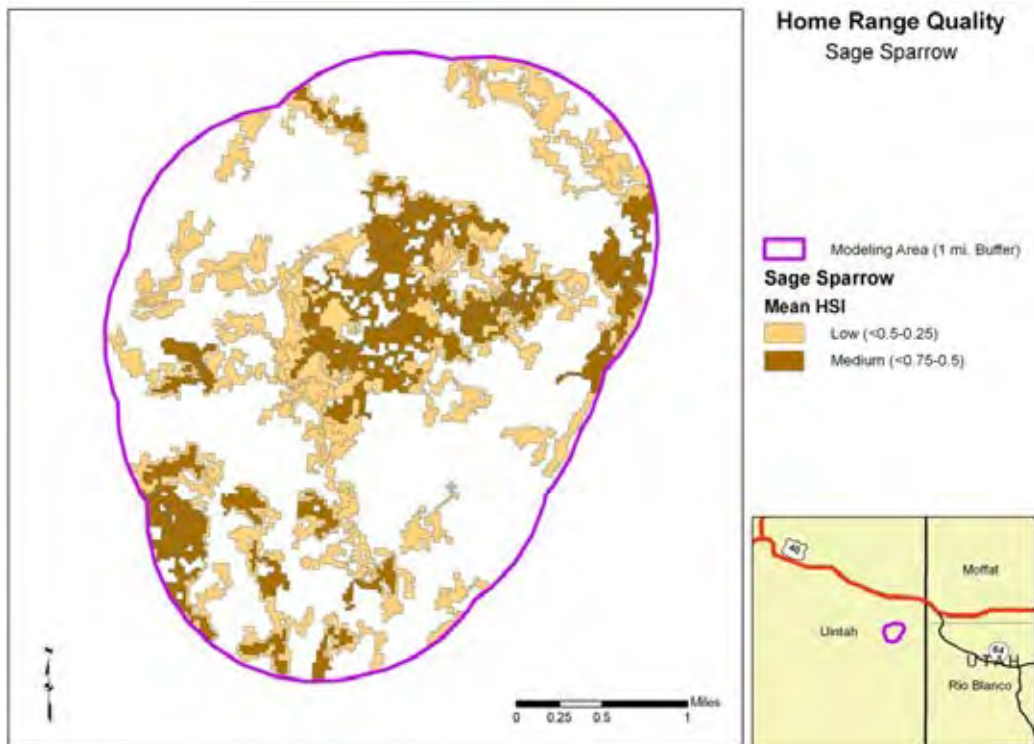 Home Range Quality
Sage Sparrow
Modeling Area (1 mi. Buffer)
Sage Sparrow
Mean HSI
Low (<0.5-0.25)
Medium (<0.75-0.5)
40
Moffat
Uintah
64
UTAH
Rio Blanco
Miles
0 0.25 0.5 1